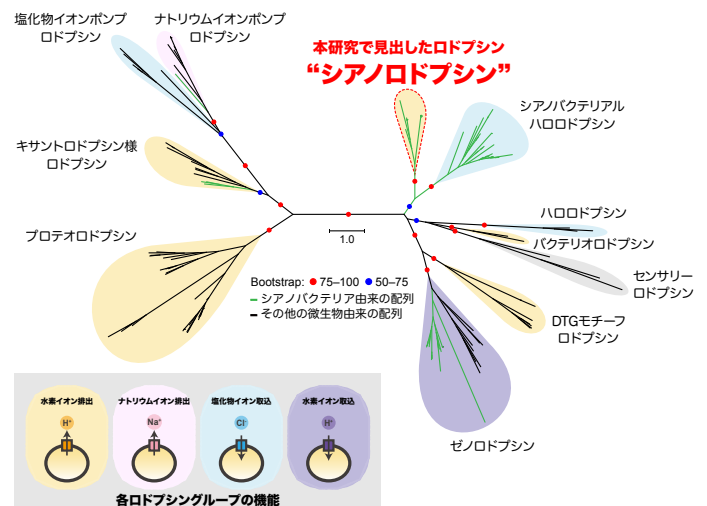 塩化物イオンポンプ
ロドプシン
ナトリウムイオンポンプ
ロドプシン
本研究で見出したロドプシン
“シアノロドプシン”
シアノバクテリアル
ハロロドプシン
キサントロドプシン様
ロドプシン
プロテオロドプシン
ハロロドプシン
バクテリオロドプシン
センサリー
ロドプシン
1.0
Bootstrap: 75–100 50–75
シアノバクテリア由来の配列
その他の微生物由来の配列
DTGモチーフ
ロドプシン
ゼノロドプシン
水素イオン排出
ナトリウムイオン排出
塩化物イオン取込
水素イオン取込
H⁺
Na⁺
Cl⁻
H⁺
各ロドプシングループの機能